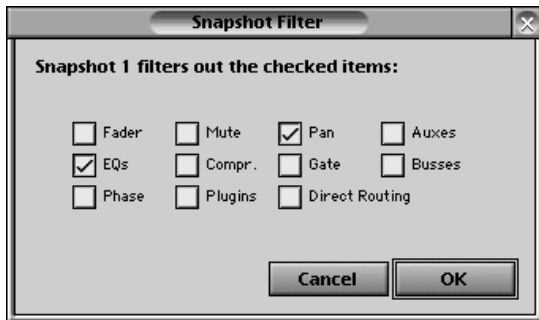 Snapshot Filter
Snapshot 1 filters out the checked items:
Fader Mute Pan Auxes
EQs Compr. Gate Busses
Phase Plugins Direct Routing
Cancel OK